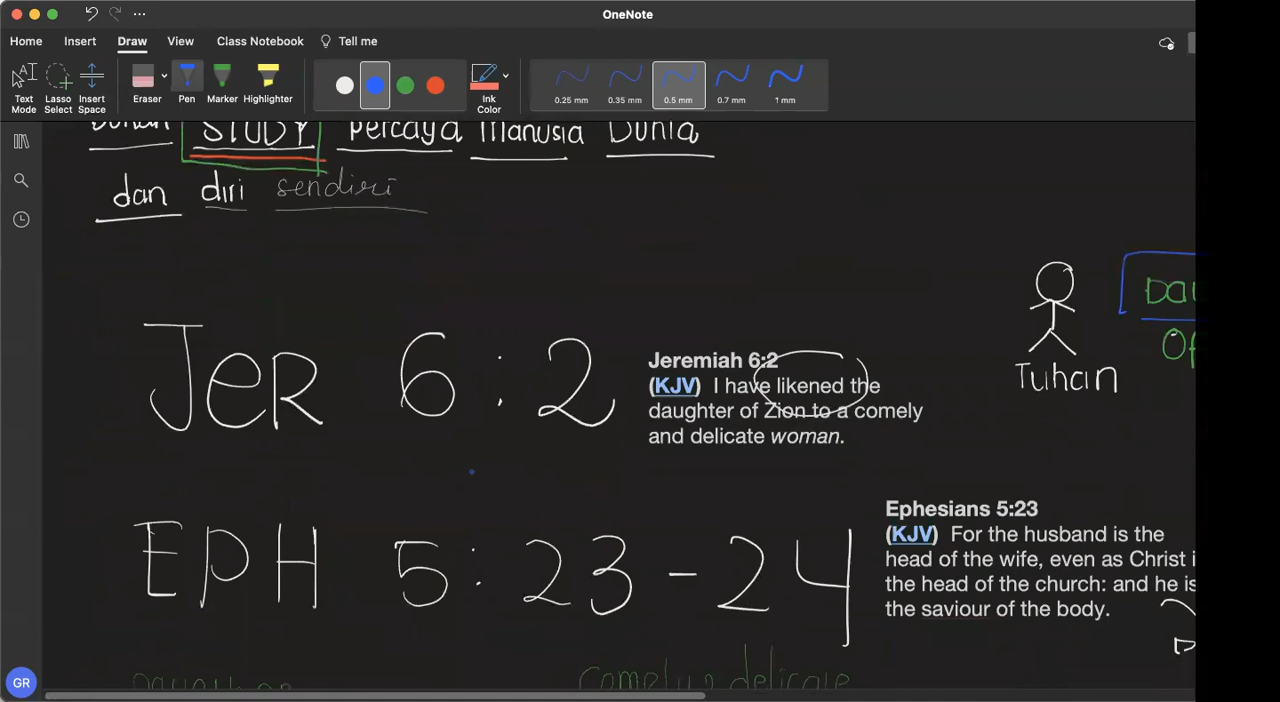 OneNote
Home Insert Draw View Class Notebook Tell me
Text Mode
Lasso Select
Insert Space
Eraser
Pen
Marker
Highlighter
Ink Color
0.25 mm 0.35 mm 0.5 mm 0.7 mm 1 mm
STUDY percaya manusia Dunia
dan diri sendiri
Jer 6 : 2
Jeremiah 6:2
(KJV) I have likened the
daughter of Zion to a comely
and delicate woman.
Tuhan
EPH 5 : 23 - 24
Ephesians 5:23
(KJV) For the husband is the
head of the wife, even as Christ i
the head of the church: and he is
the saviour of the body.
delicate
GR